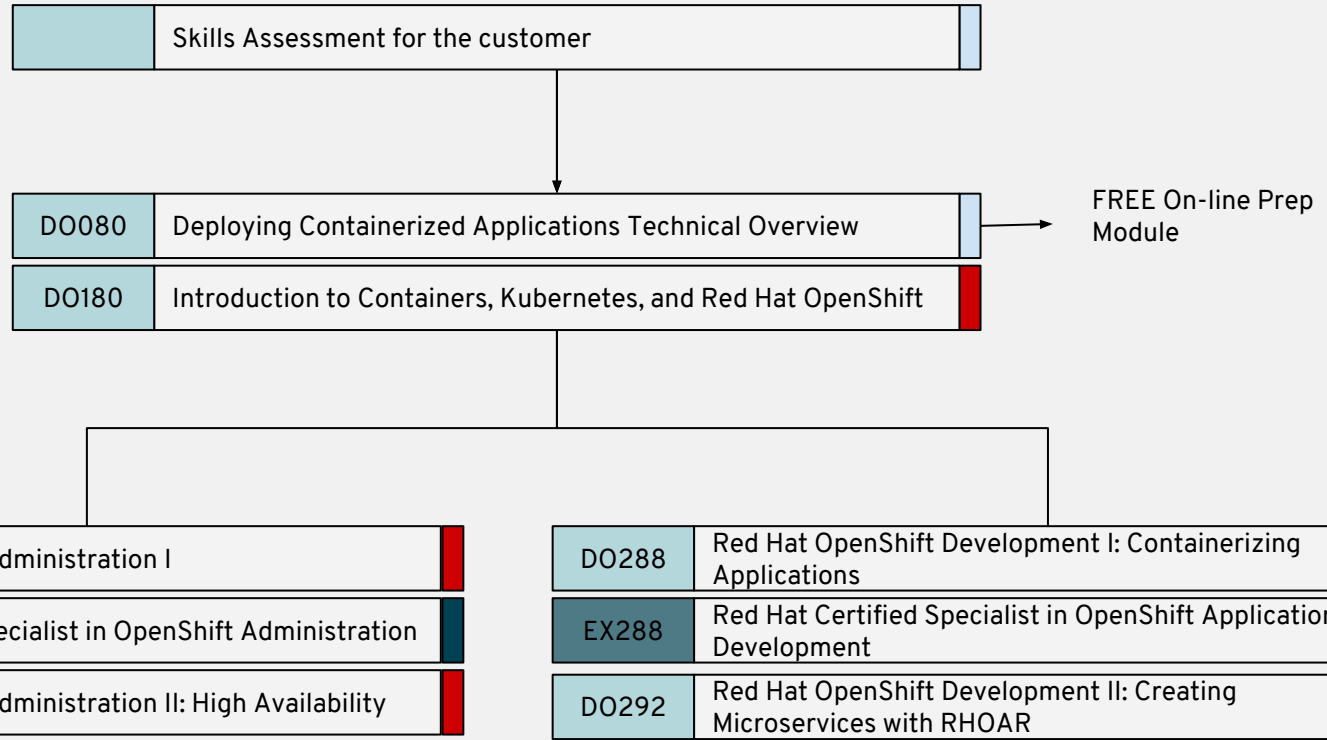 Skills Assessment for the customer
DO080 Deploying Containerized Applications Technical Overview
FREE On-line Prep
Module
DO180 Introduction to Containers, Kubernetes, and Red Hat OpenShift
dministration I
ecialist in OpenShift Administration
dministration II: High Availability
DO288 Red Hat OpenShift Development I: Containerizing
Applications
EX288 Red Hat Certified Specialist in OpenShift Application
Development
DO292 Red Hat OpenShift Development II: Creating
Microservices with RHOAR